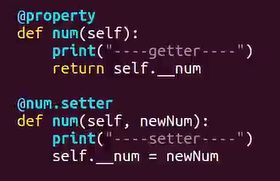 @property
def num(self):
    print("----getter----")
    return self.__num
@num.setter
def num(self, newNum):
    print("----setter----")
    self.__num = newNum